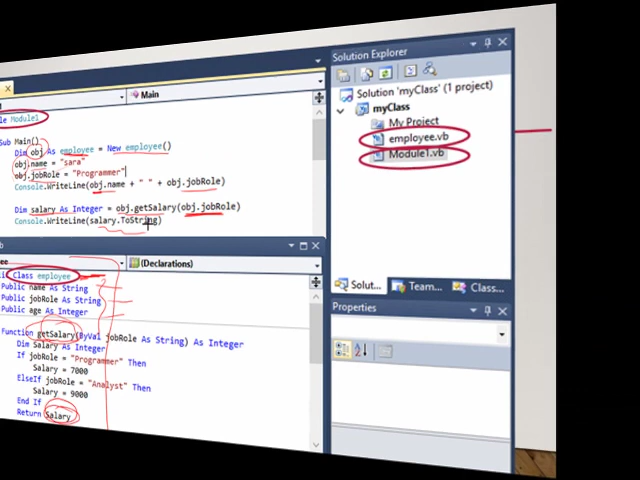 Main
le Module1
Sub Main()
Dim obj As employee = New employee()
obj.name = "sara"
obj.jobRole = "Programmer"
Console.WriteLine(obj.name + " " + obj.jobRole)
Dim salary As Integer = obj.getSalary(obj.jobRole)
Console.WriteLine(salary.ToString)
(Declarations)
Class employee
Public name As String
Public jobRole As String
Public age As Integer
Function getSalary(ByVal jobRole As String) As Integer
Dim Salary As Integer
If jobRole = "Programmer" Then
Salary = 7000
ElseIf jobRole = "Analyst" Then
Salary = 9000
End If
Return Salary
Solution Explorer
Solution 'myClass' (1 project)
myClass
My Project
employee.vb
Module1.vb
Solut...
Team...
Class...
Properties